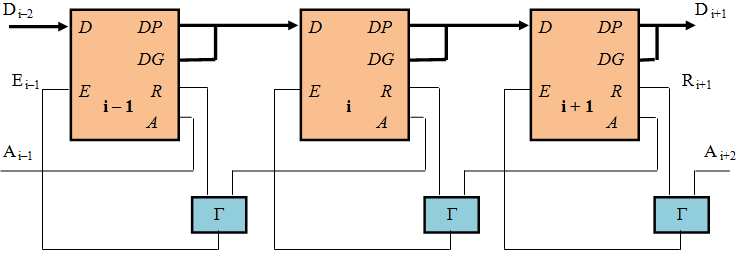 D i–2 D DP D DP D DP D i+1
DG DG DG
E i–1 E R E R E R R i+1
i – 1 i i + 1
A A A
A i–1 A i+2
Γ Γ Γ